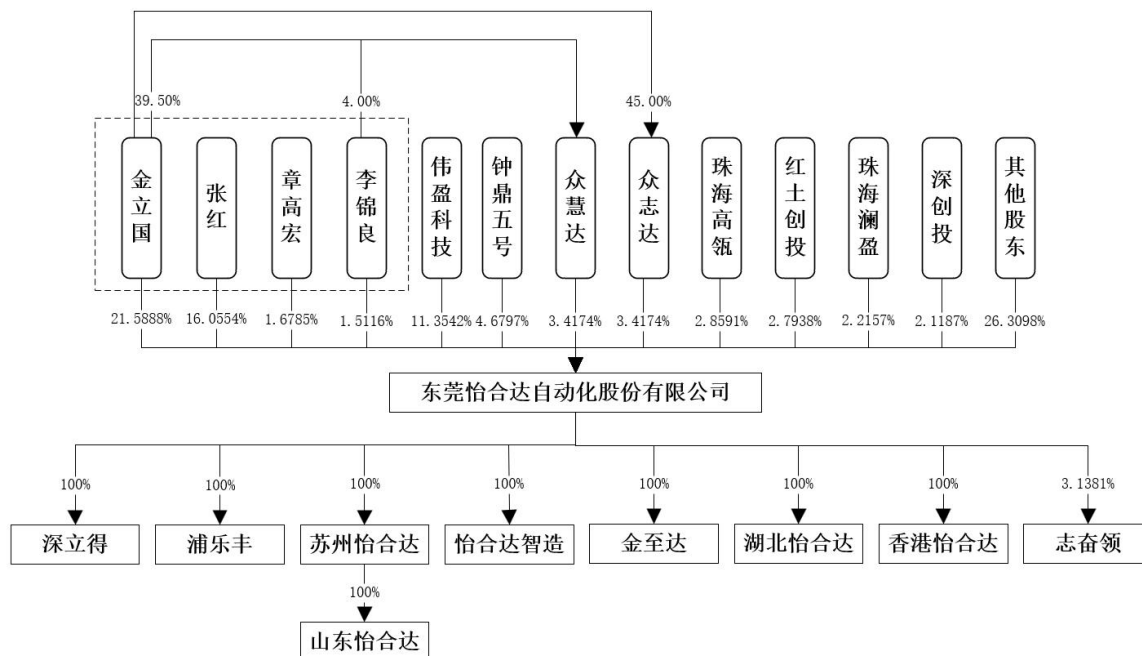 39.50%
4.00%
45.00%
金立国
张红
章高宏
李锦良
伟盈科技
钟鼎五号
众慧达
众志达
珠海高瓴
红土创投
珠海澜盈
深创投
其他股东
21.5888%
16.0554%
1.6785%
1.5116%
11.3542%
4.6797%
3.4174%
3.4174%
2.8591%
2.7938%
2.2157%
2.1187%
26.3098%
东莞怡合达自动化股份有限公司
100%
100%
100%
100%
100%
100%
100%
3.1381%
深立得
浦乐丰
苏州怡合达
怡合达智造
金至达
湖北怡合达
香港怡合达
志奋领
100%
山东怡合达